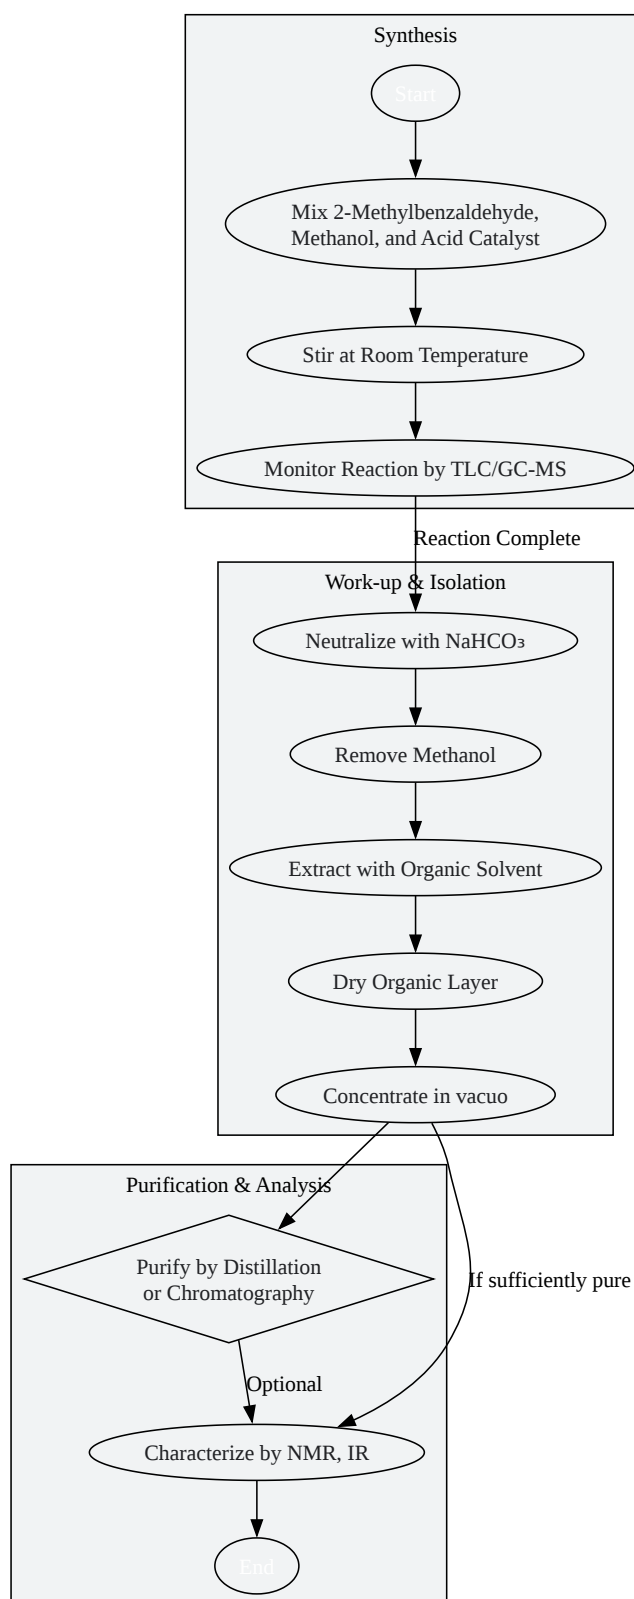 Synthesis
Start
Mix 2-Methylbenzaldehyde,
Methanol, and Acid Catalyst
Stir at Room Temperature
Monitor Reaction by TLC/GC-MS
Reaction Complete
Work-up & Isolation
Neutralize with NaHCO₃
Remove Methanol
Extract with Organic Solvent
Dry Organic Layer
Concentrate in vacuo
Purification & Analysis
Purify by Distillation
or Chromatography
If sufficiently pure
Optional
Characterize by NMR, IR
End